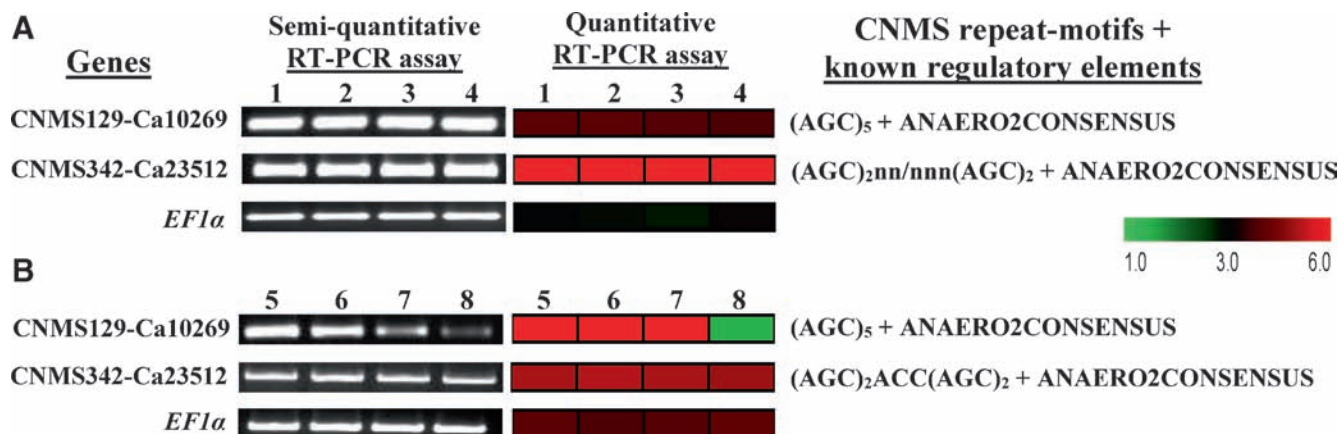 A
Genes
Semi-quantitative
RT-PCR assay
Quantitative
RT-PCR assay
CNMS repeat-motifs +
known regulatory elements
1 2 3 4 1 2 3 4
CNMS129-Ca10269 (AGC)₅ + ANAERO2CONSENSUS
CNMS342-Ca23512 (AGC)₂nn/nnn(AGC)₂ + ANAERO2CONSENSUS
EF1α
1.0 3.0 6.0
B
5 6 7 8 5 6 7 8
CNMS129-Ca10269 (AGC)₅ + ANAERO2CONSENSUS
CNMS342-Ca23512 (AGC)₂ACC(AGC)₂ + ANAERO2CONSENSUS
EF1α